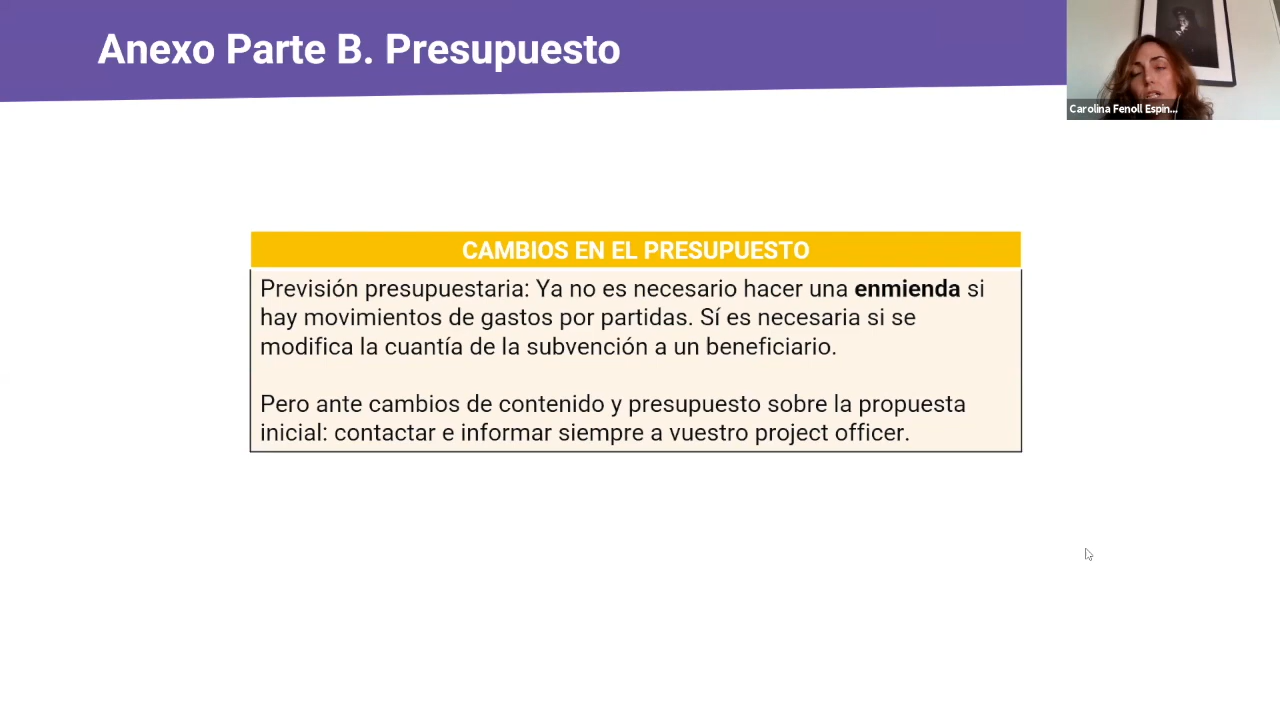 Anexo Parte B. Presupuesto
Carolina Fenoll Espin...
CAMBIOS EN EL PRESUPUESTO
Previsión presupuestaria: Ya no es necesario hacer una enmienda si
hay movimientos de gastos por partidas. Sí es necesaria si se
modifica la cuantía de la subvención a un beneficiario.
Pero ante cambios de contenido y presupuesto sobre la propuesta
inicial: contactar e informar siempre a vuestro project officer.